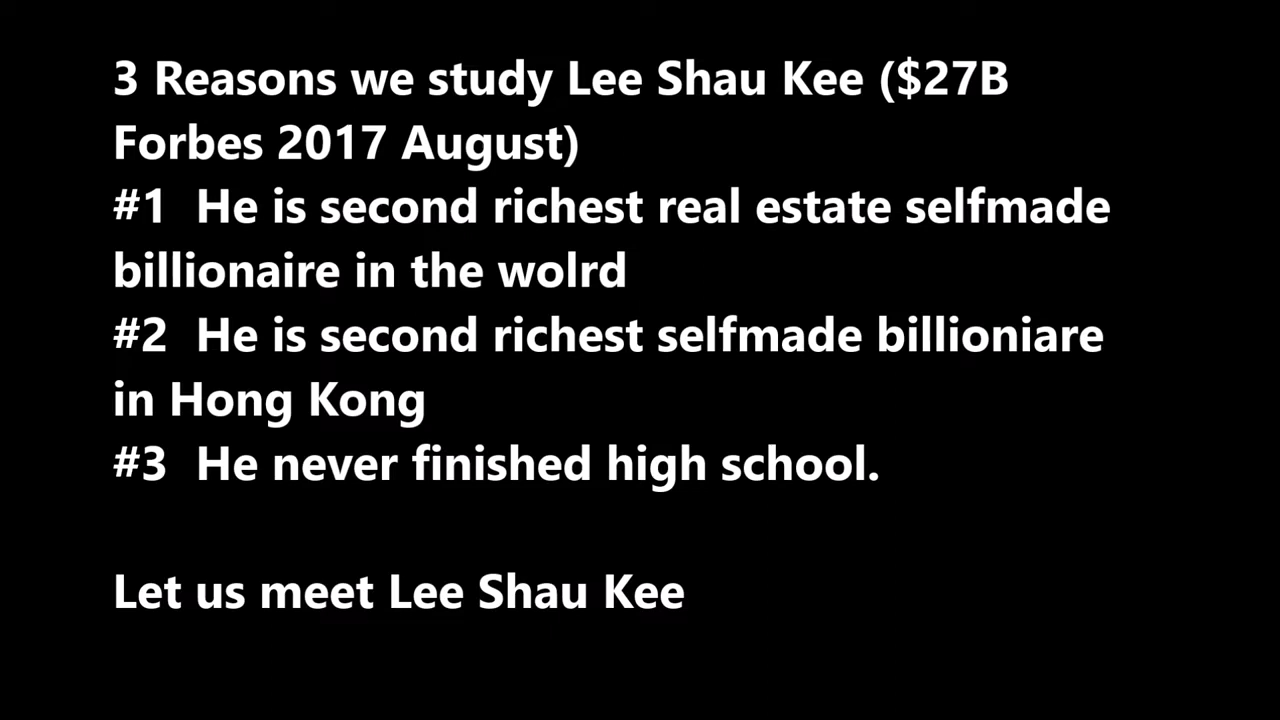 3 Reasons we study Lee Shau Kee ($27B
Forbes 2017 August)
#1  He is second richest real estate selfmade
billionaire in the wolrd
#2  He is second richest selfmade billioniare
in Hong Kong
#3  He never finished high school.
Let us meet Lee Shau Kee